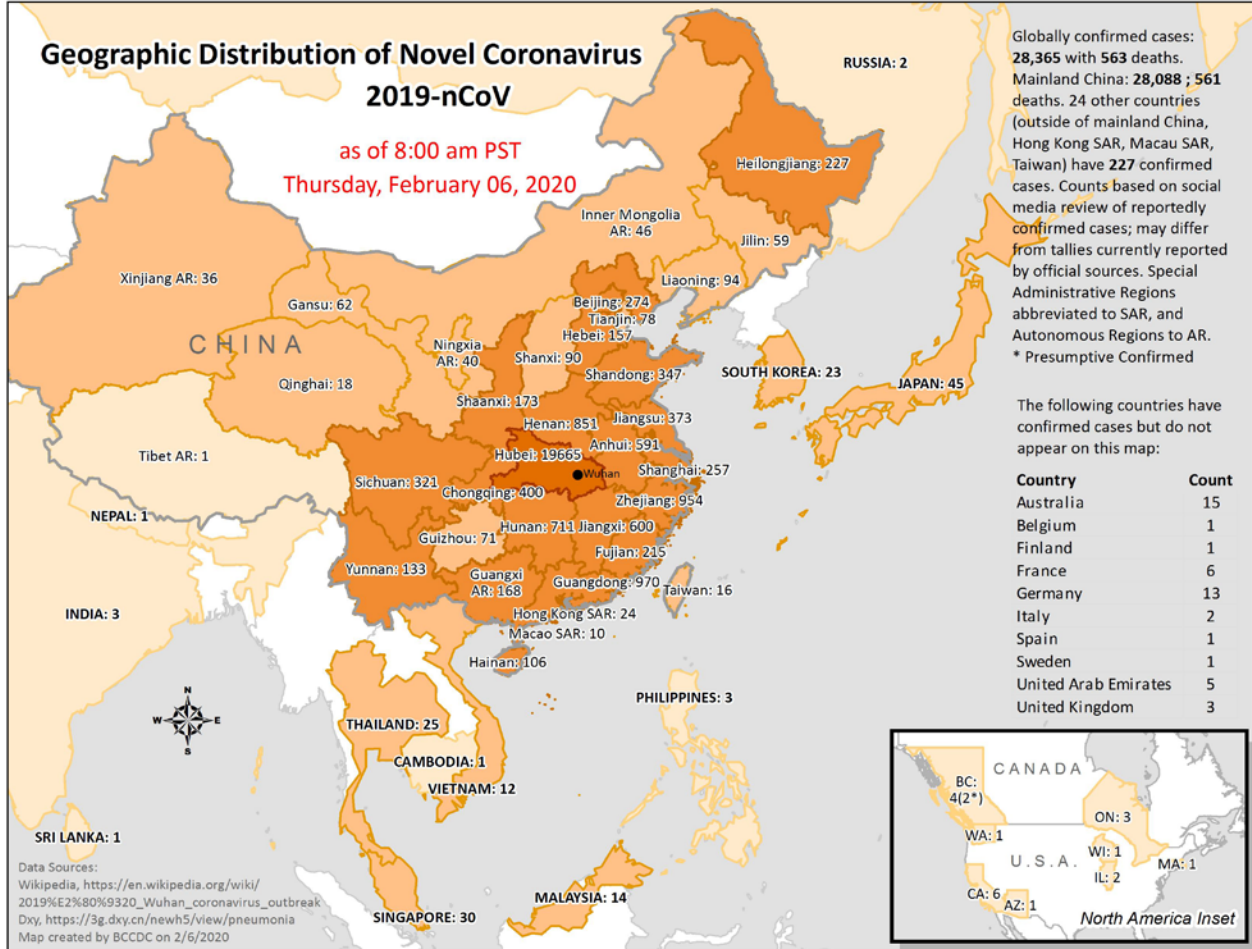 Geographic Distribution of Novel Coronavirus
2019-nCoV
as of 8:00 am PST
Thursday, February 06, 2020
Globally confirmed cases:
28,365 with 563 deaths.
Mainland China: 28,088 ; 561
deaths. 24 other countries
(outside of mainland China,
Hong Kong SAR, Macau SAR,
Taiwan) have 227 confirmed
cases. Counts based on social
media review of reportedly
confirmed cases; may differ
from tallies currently reported
by official sources. Special
Administrative Regions
abbreviated to SAR, and
Autonomous Regions to AR.
* Presumptive Confirmed
The following countries have
confirmed cases but do not
appear on this map:
Country Count
Australia 15
Belgium 1
Finland 1
France 6
Germany 13
Italy 2
Spain 1
Sweden 1
United Arab Emirates 5
United Kingdom 3
RUSSIA: 2
Heilongjiang: 227
Inner Mongolia
AR: 46
Jilin: 59
Xinjiang AR: 36
Liaoning: 94
Gansu: 62
Beijing: 274
Tianjin: 78
Hebei: 157
CHINA
Ningxia
AR: 40
Shanxi: 90
Shandong: 347
SOUTH KOREA: 23
JAPAN: 45
Qinghai: 18
Shaanxi: 173
Henan: 851
Jiangsu: 373
Anhui: 591
Tibet AR: 1
Hubei: 19665
Wuhan
Shanghai: 257
Sichuan: 321
Chongqing: 400
Zhejiang: 954
NEPAL: 1
Hunan: 711
Jiangxi: 600
Guizhou: 71
Fujian: 215
Yunnan: 133
Guangxi
AR: 168
Guangdong: 970
Taiwan: 16
INDIA: 3
Hong Kong SAR: 24
Macao SAR: 10
Hainan: 106
N
W E
S
PHILIPPINES: 3
THAILAND: 25
CAMBODIA: 1
VIETNAM: 12
SRI LANKA: 1
MALAYSIA: 14
SINGAPORE: 30
Data Sources:
Wikipedia, https://en.wikipedia.org/wiki/
2019%E2%80%9320_Wuhan_coronavirus_outbreak
Dxy, https://3g.dxy.cn/newh5/view/pneumonia
Map created by BCCDC on 2/6/2020
CANADA
BC:
4(2*)
ON: 3
WA: 1
WI: 1
U.S.A.
MA: 1
IL: 2
CA: 6
AZ: 1
North America Inset